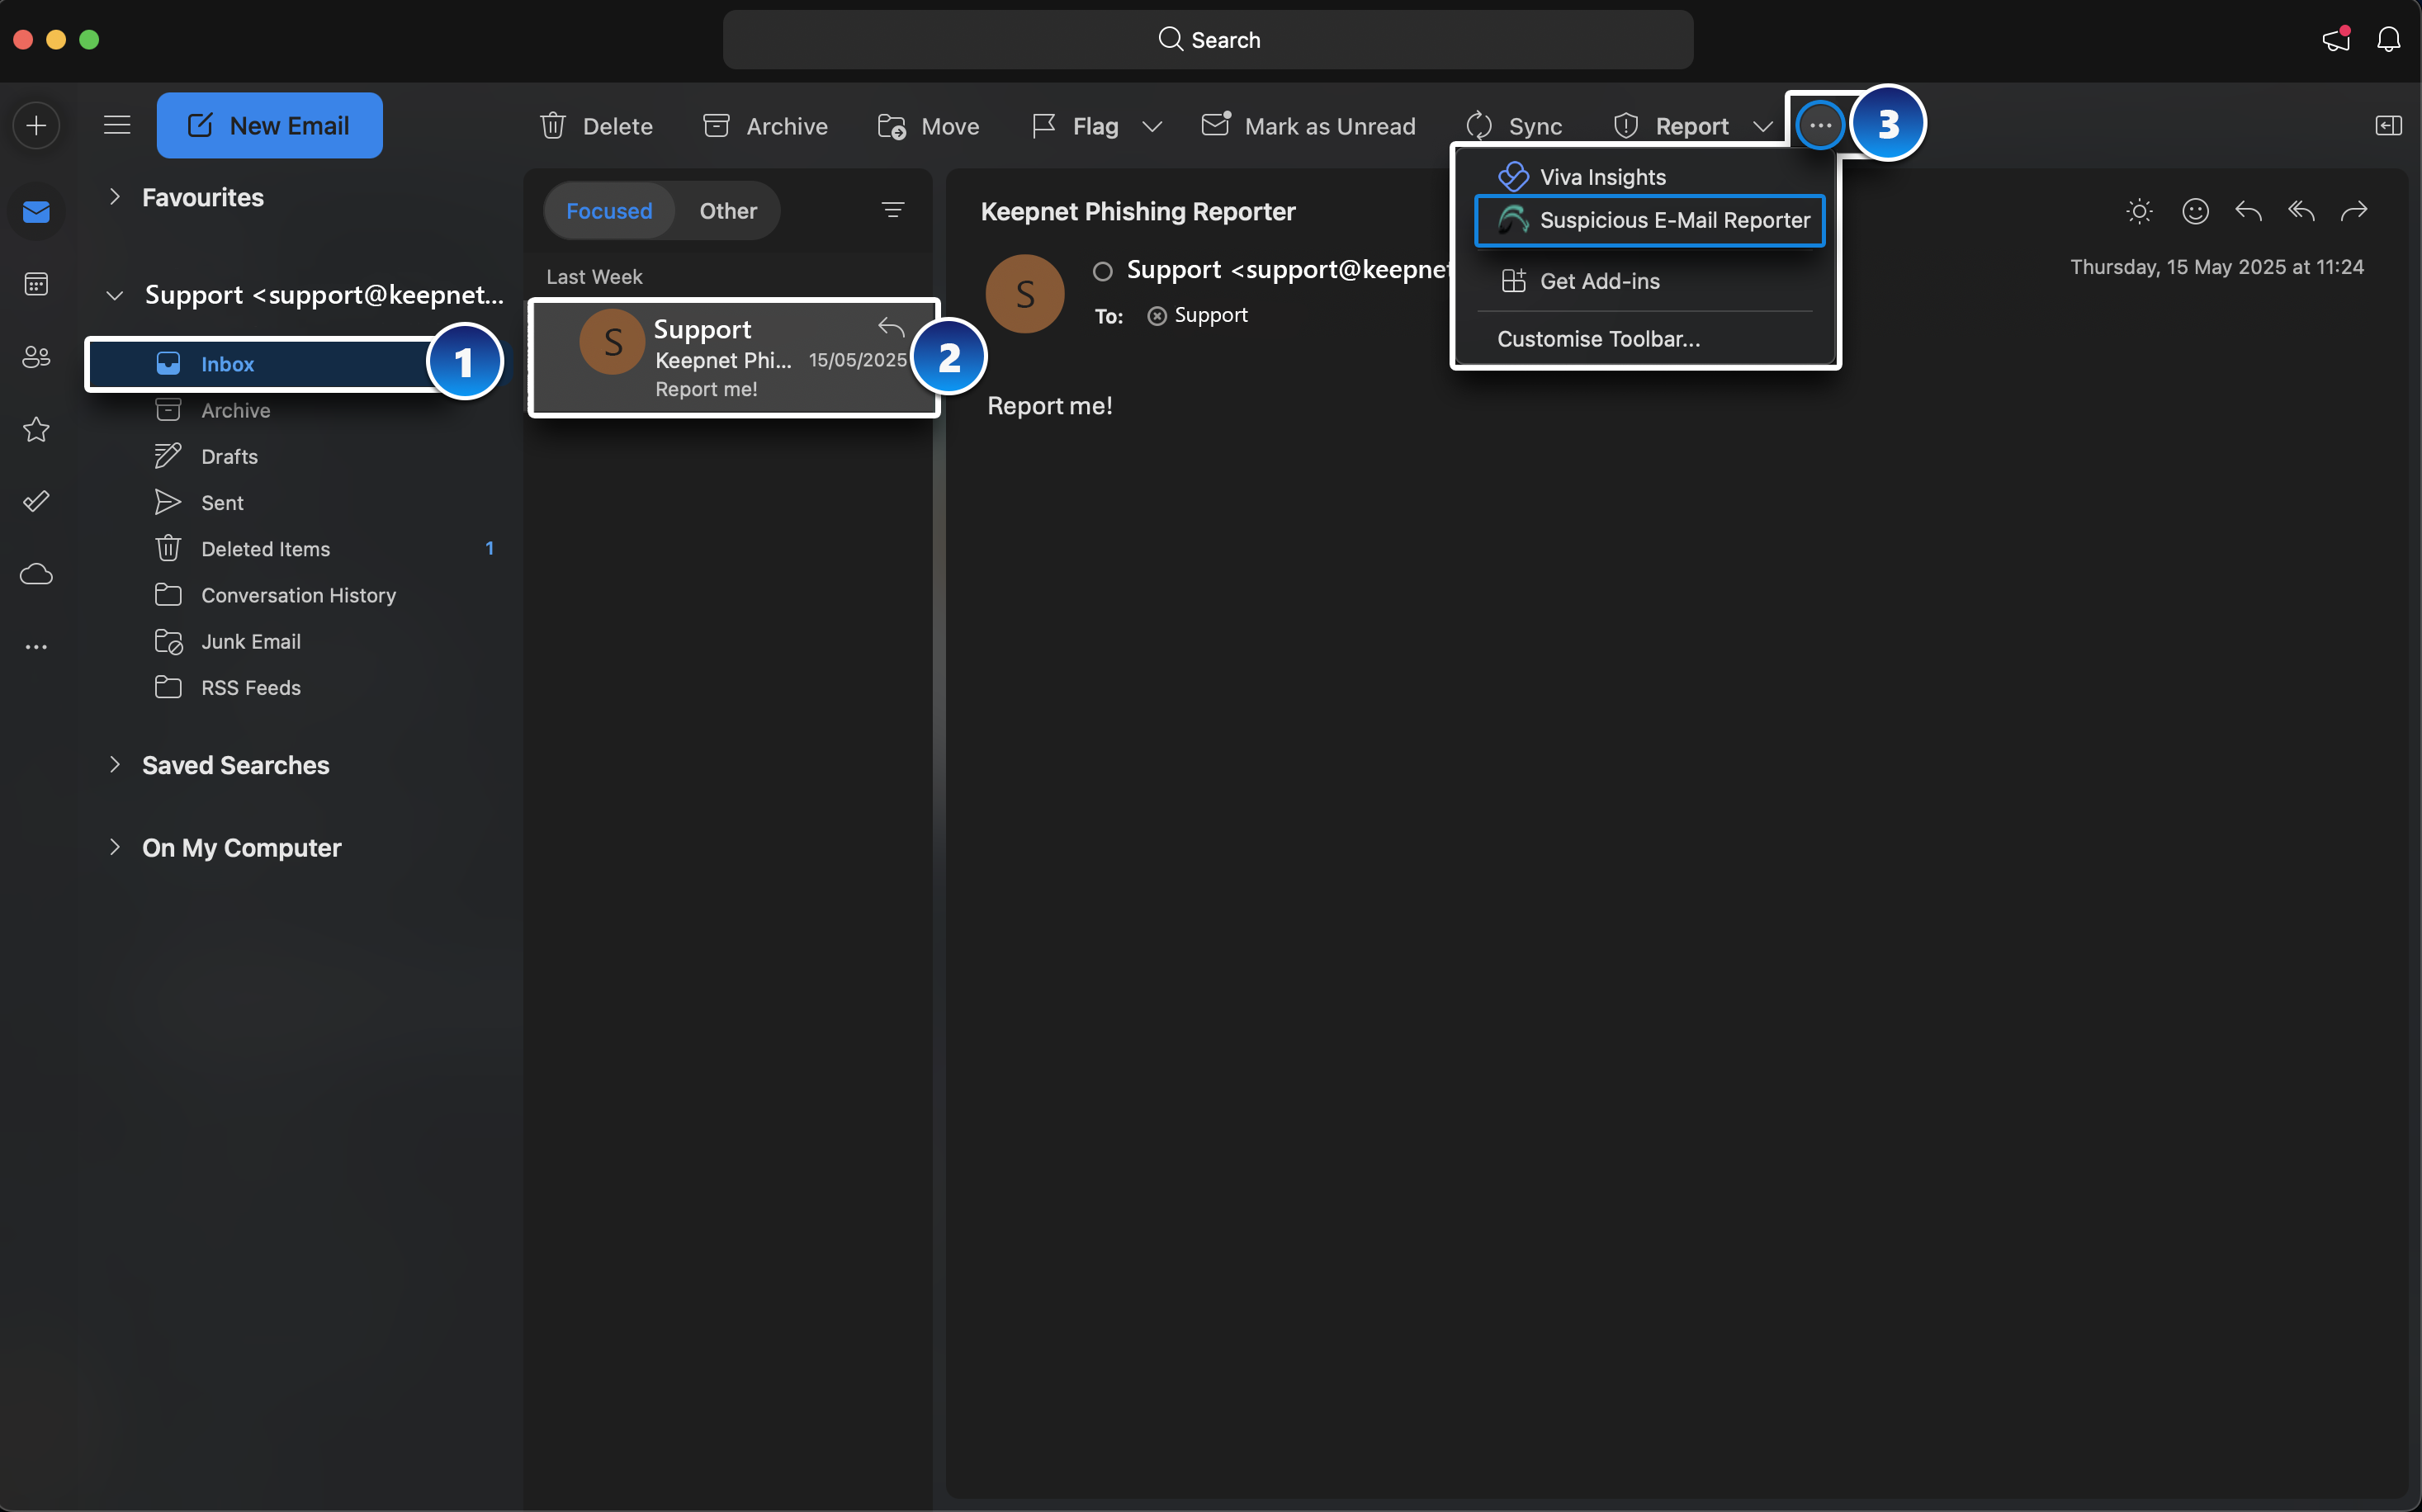 Search
New Email
Delete
Archive
Move
Flag
Mark as Unread
Sync
Report
3
Favourites
Support <support@keepnet...
1
Inbox
Archive
Drafts
Sent
Deleted Items 1
Conversation History
Junk Email
RSS Feeds
Saved Searches
On My Computer
Focused
Other
Last Week
S
Support
Keepnet Phi... 15/05/2025
Report me!
2
Keepnet Phishing Reporter
S
Support <support@keepnet
To: Support
Thursday, 15 May 2025 at 11:24
Report me!
Viva Insights
Suspicious E-Mail Reporter
Get Add-ins
Customise Toolbar...